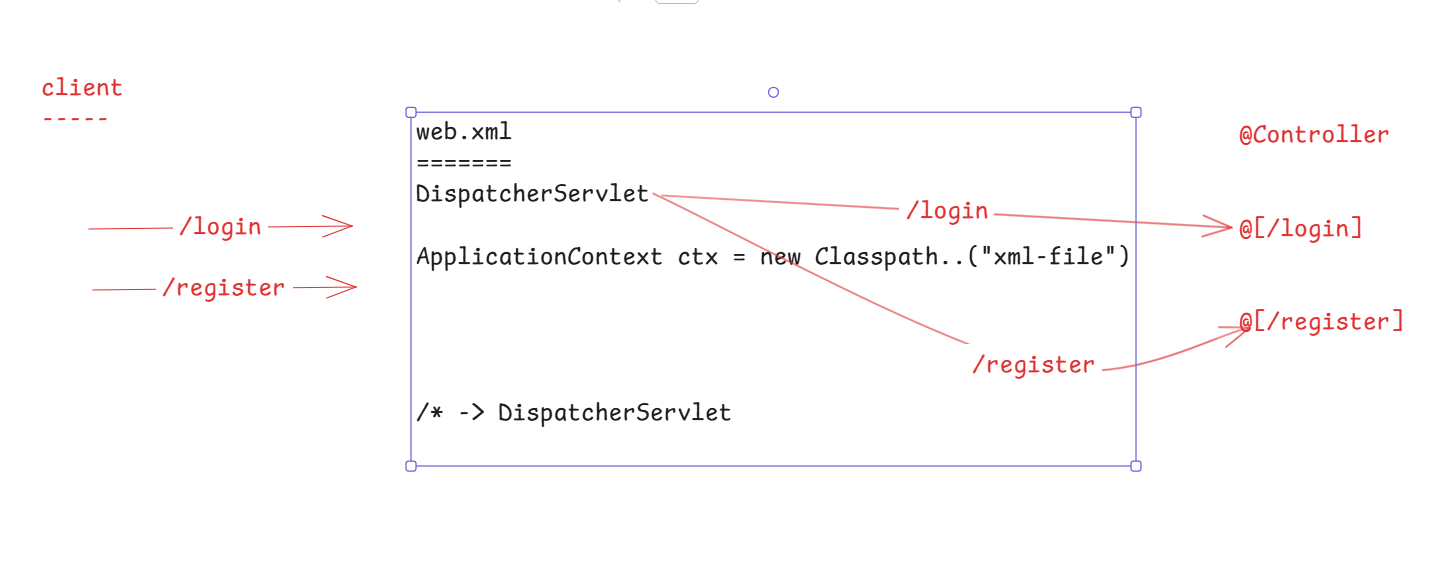 client
-----
/login
/register
web.xml
=======
DispatcherServlet
ApplicationContext ctx = new Classpath..("xml-file")
/* -> DispatcherServlet
/login
/register
@Controller
@[/login]
@[/register]